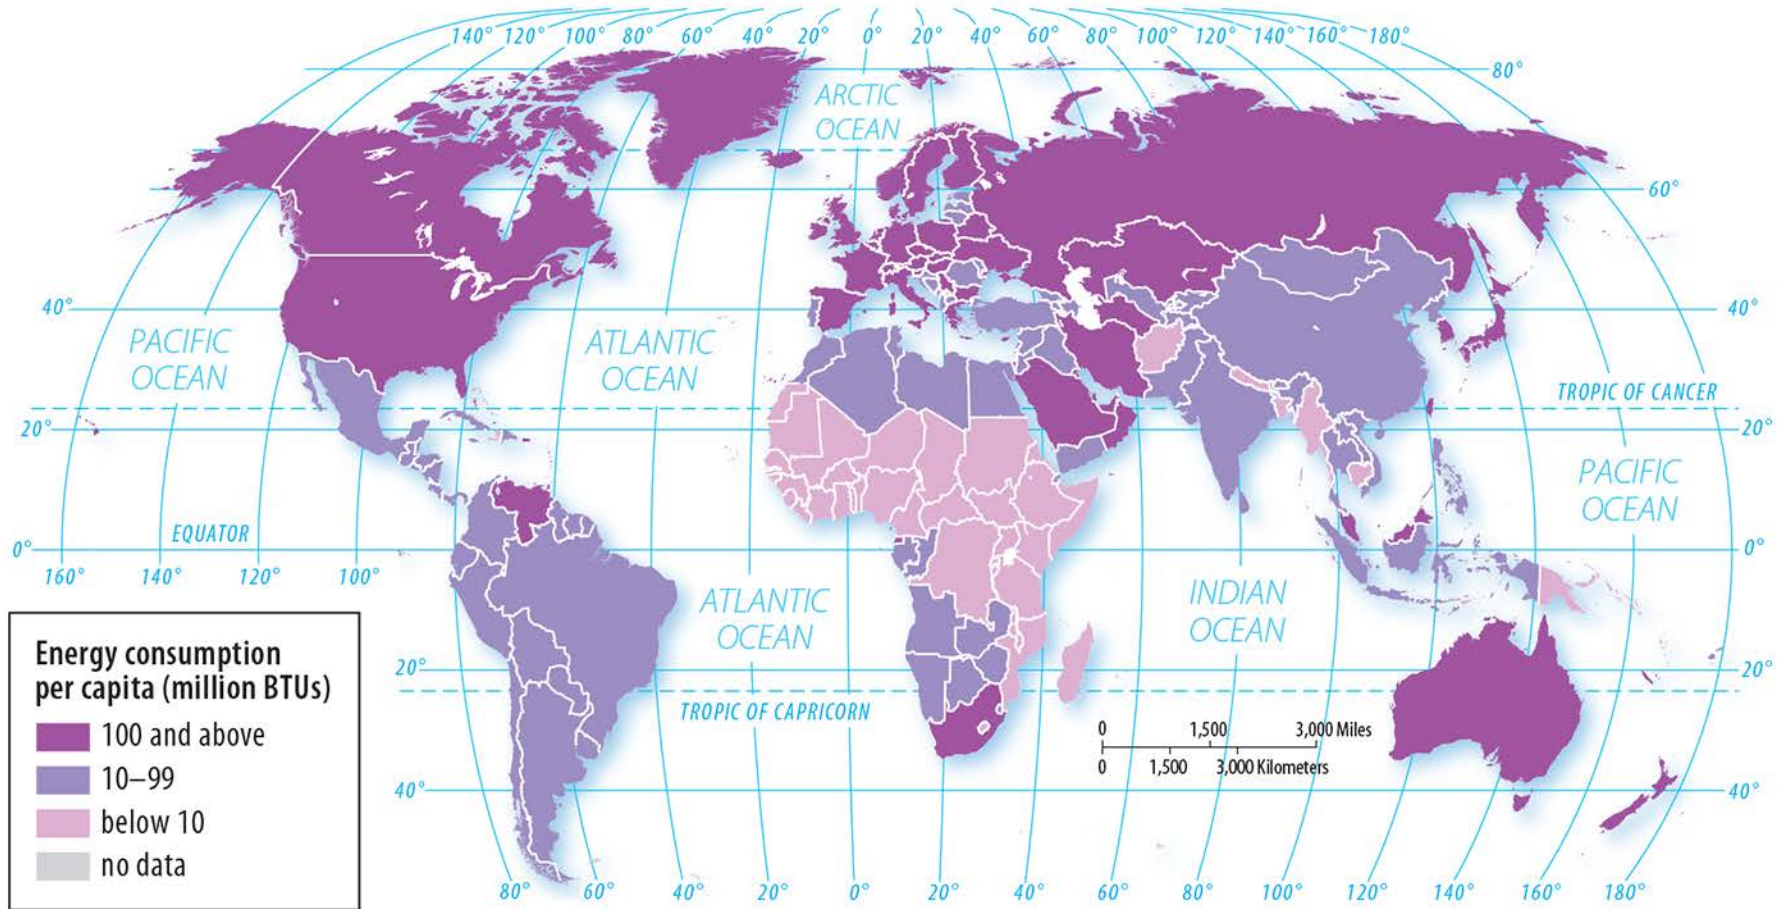 140° 120° 100° 80° 60° 40° 20° 0° 20° 40° 60° 80° 100° 120° 140° 160° 180°
80°
ARCTIC
OCEAN
60°
40°
40°
PACIFIC
OCEAN
ATLANTIC
OCEAN
TROPIC OF CANCER
20°
20°
PACIFIC
OCEAN
EQUATOR
0°
0°
160° 140° 120° 100°
ATLANTIC
OCEAN
INDIAN
OCEAN
20°
20°
TROPIC OF CAPRICORN
0 1,500 3,000 Miles
0 1,500 3,000 Kilometers
40°
40°
80° 60° 40° 20° 0° 20° 40° 60° 80° 100° 120° 140° 160° 180°
Energy consumption
per capita (million BTUs)
100 and above
10–99
below 10
no data